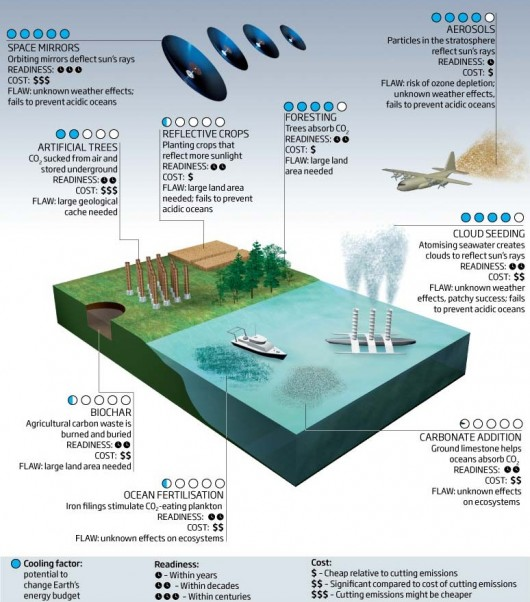 SPACE MIRRORS
Orbiting mirrors deflect sun's rays
READINESS:
COST: $$$
FLAW: unknown weather effects;
fails to prevent acidic oceans
AEROSOLS
Particles in the stratosphere
reflect sun's rays
READINESS:
COST: $
FLAW: risk of ozone depletion;
unknown weather effects,
fails to prevent acidic oceans
ARTIFICIAL TREES
CO₂ sucked from air and
stored underground
READINESS:
COST: $$$
FLAW: large geological
cache needed
REFLECTIVE CROPS
Planting crops that
reflect more sunlight
READINESS:
COST: $
FLAW: large land area
needed; fails to prevent
acidic oceans
FORESTING
Trees absorb CO₂
READINESS:
COST: $
FLAW: large land
area needed
CLOUD SEEDING
Atomising seawater creates
clouds to reflect sun's rays
READINESS:
COST: $$
FLAW: unknown weather
effects, patchy success; fails
to prevent acidic oceans
BIOCHAR
Agricultural carbon waste is
burned and buried
READINESS:
COST: $$
FLAW: large land area needed
CARBONATE ADDITION
Ground limestone helps
oceans absorb CO₂
READINESS:
COST: $$
FLAW: unknown effects
on ecosystems
OCEAN FERTILISATION
Iron filings stimulate CO₂-eating plankton
READINESS:
COST: $$
FLAW: unknown effects on ecosystems
Cooling factor:
potential to
change Earth's
energy budget
Readiness:
- Within years
- Within decades
- Within centuries
Cost:
$ - Cheap relative to cutting emissions
$$ - Significant compared to cost of cutting emissions
$$$ - Cutting emissions might be cheaper